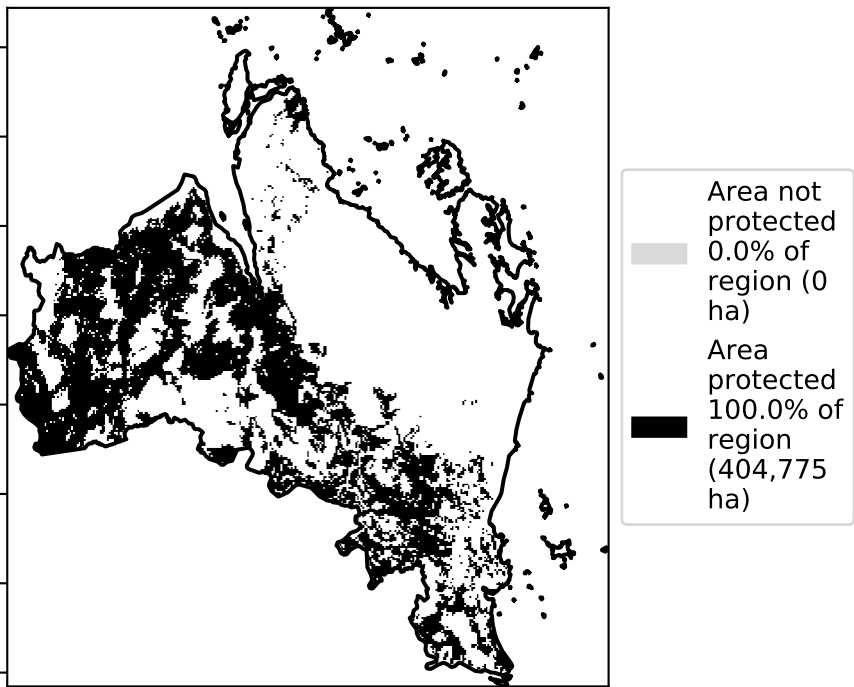 Area not
protected
0.0% of
region (0
ha)
Area
protected
100.0% of
region
(404,775
ha)